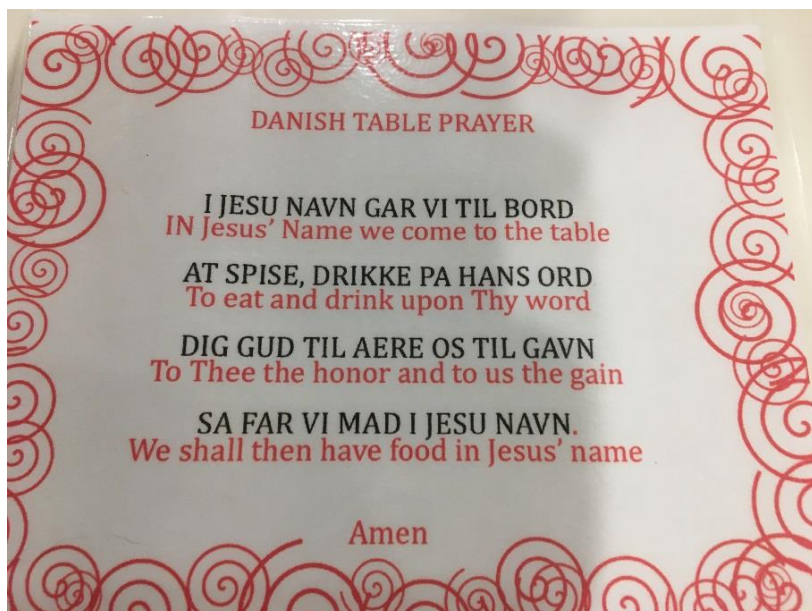 DANISH TABLE PRAYER
I JESU NAVN GAR VI TIL BORD
IN Jesus' Name we come to the table
AT SPISE, DRIKKE PA HANS ORD
To eat and drink upon Thy word
DIG GUD TIL AERE OS TIL GAVN
To Thee the honor and to us the gain
SA FAR VI MAD I JESU NAVN.
We shall then have food in Jesus' name
Amen